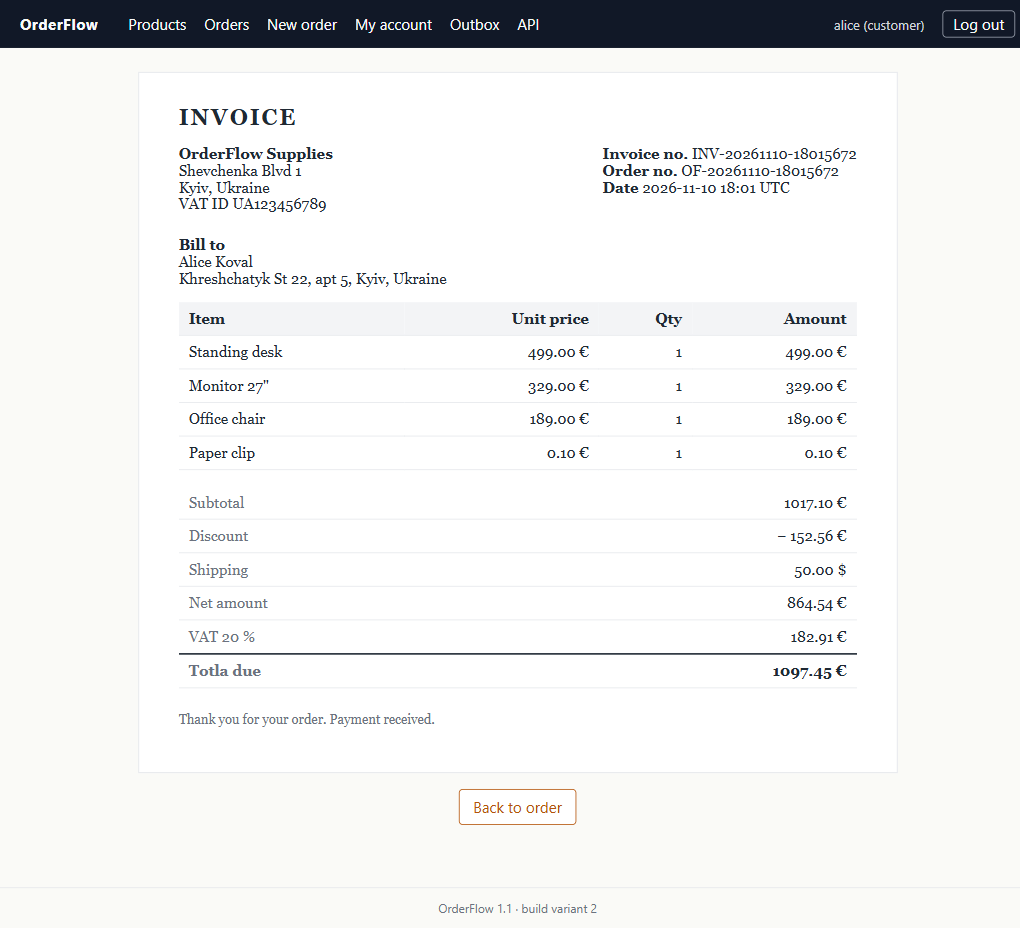 OrderFlow Products Orders New order My account Outbox API alice (customer) Log out
INVOICE
OrderFlow Supplies
Shevchenka Blvd 1
Kyiv, Ukraine
VAT ID UA123456789
Invoice no. INV-20261110-18015672
Order no. OF-20261110-18015672
Date 2026-11-10 18:01 UTC
Bill to
Alice Koval
Khreshchatyk St 22, apt 5, Kyiv, Ukraine
Item Unit price Qty Amount
Standing desk 499.00 € 1 499.00 €
Monitor 27" 329.00 € 1 329.00 €
Office chair 189.00 € 1 189.00 €
Paper clip 0.10 € 1 0.10 €
Subtotal 1017.10 €
Discount − 152.56 €
Shipping 50.00 $
Net amount 864.54 €
VAT 20 % 182.91 €
Totla due 1097.45 €
Thank you for your order. Payment received.
Back to order
OrderFlow 1.1 · build variant 2